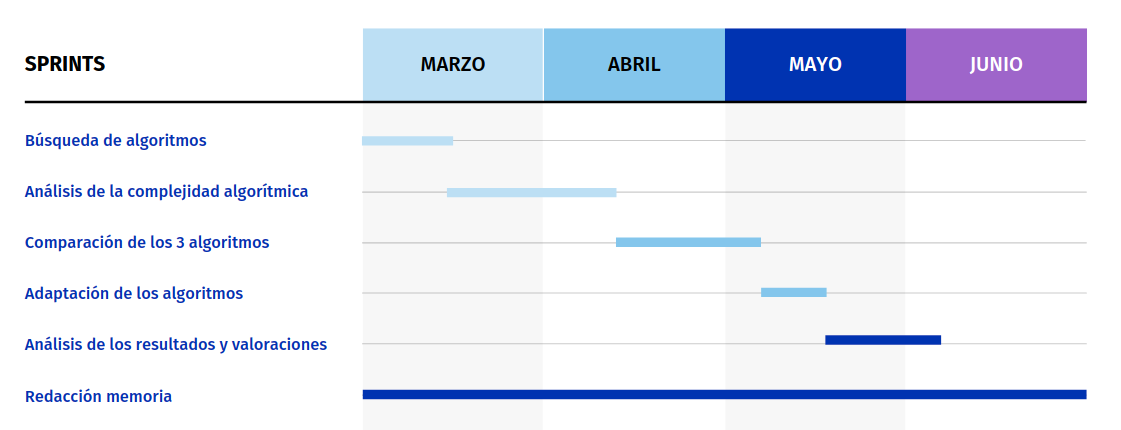 SPRINTS
MARZO
ABRIL
MAYO
JUNIO
Búsqueda de algoritmos
Análisis de la complejidad algorítmica
Comparación de los 3 algoritmos
Adaptación de los algoritmos
Análisis de los resultados y valoraciones
Redacción memoria